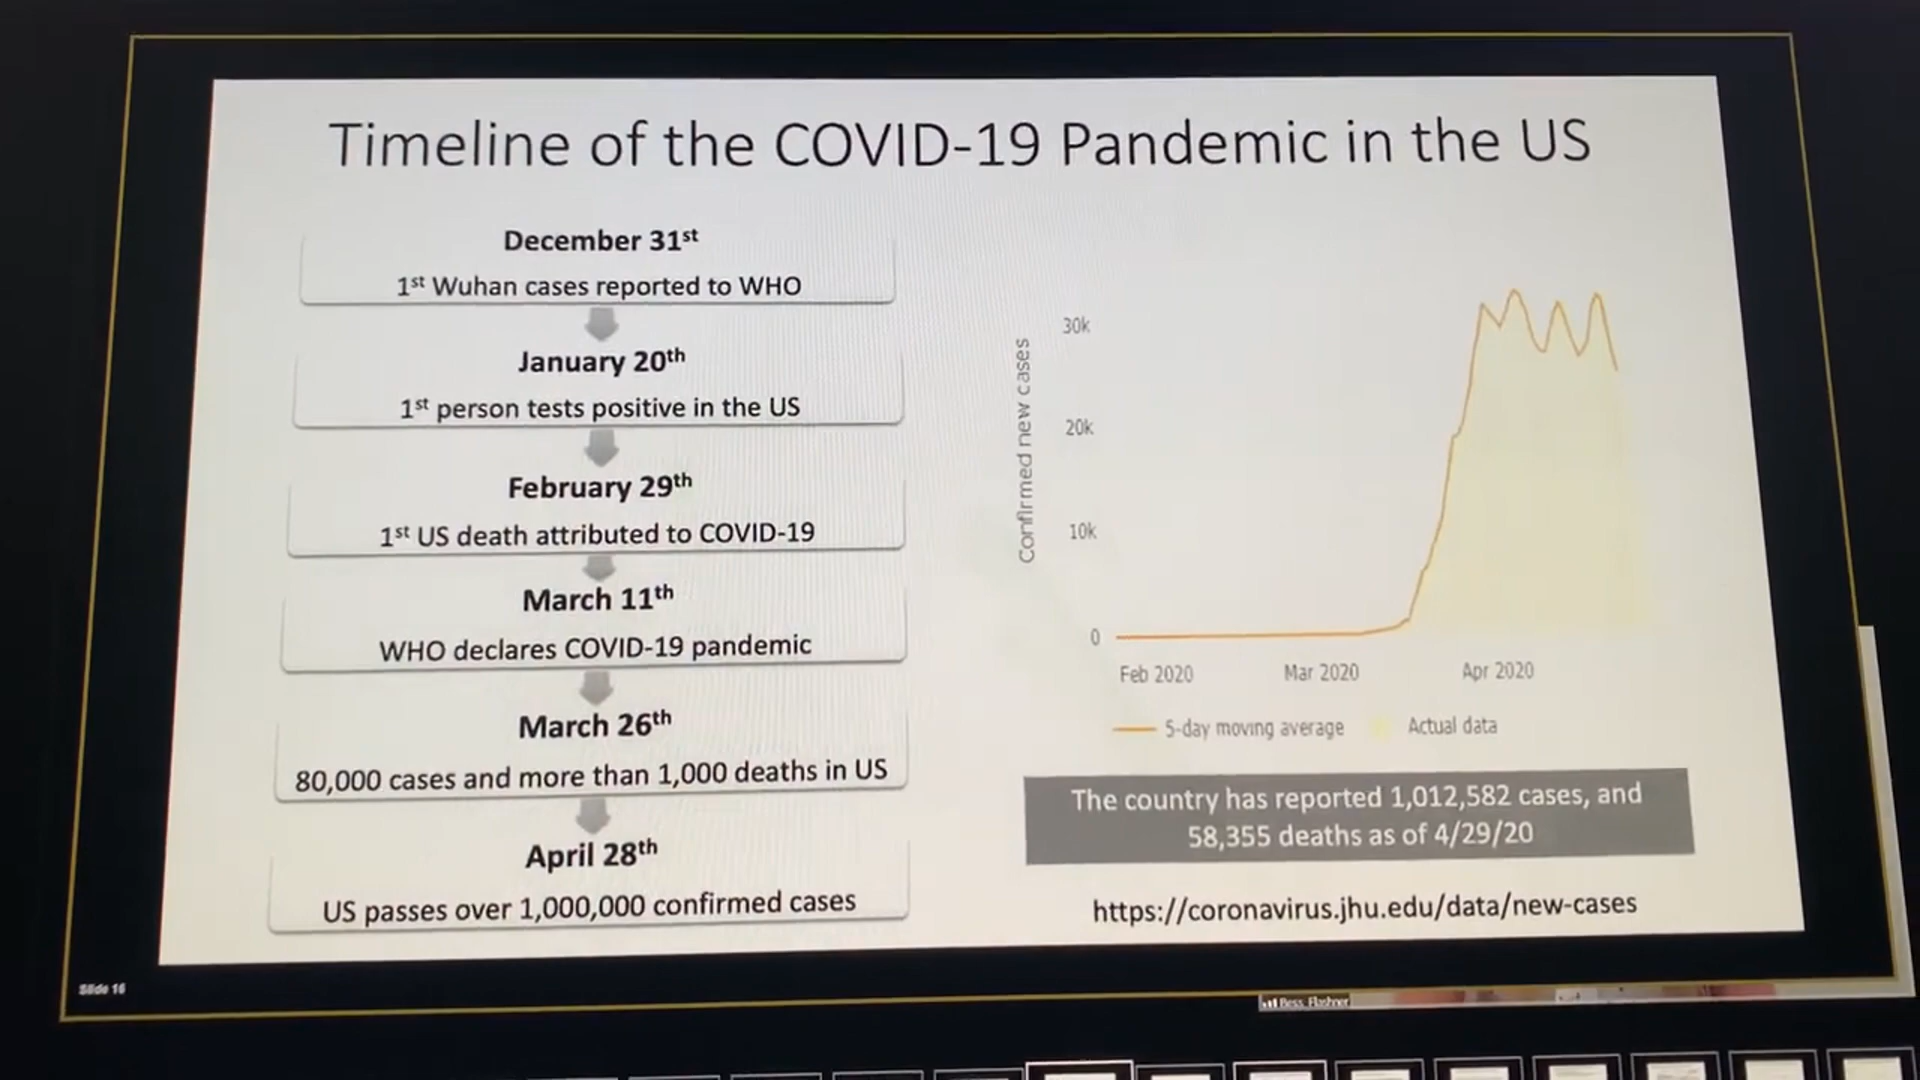 Timeline of the COVID-19 Pandemic in the US
December 31st
1st Wuhan cases reported to WHO
January 20th
1st person tests positive in the US
February 29th
1st US death attributed to COVID-19
March 11th
WHO declares COVID-19 pandemic
March 26th
80,000 cases and more than 1,000 deaths in US
April 28th
US passes over 1,000,000 confirmed cases
Confirmed new cases
30k
20k
10k
0
Feb 2020 Mar 2020 Apr 2020
5-day moving average Actual data
The country has reported 1,012,582 cases, and
58,355 deaths as of 4/29/20
https://coronavirus.jhu.edu/data/new-cases
Slide 16
Bess Flashner